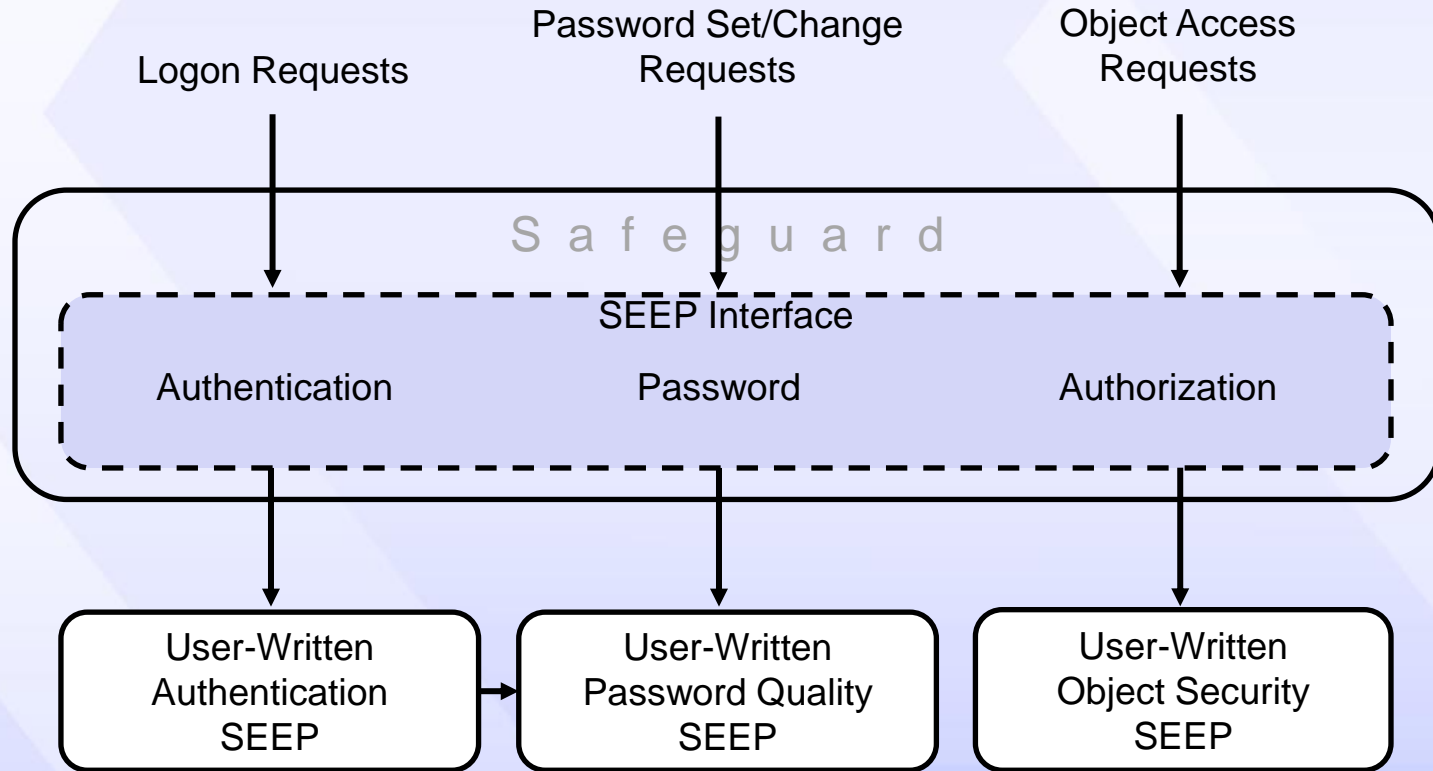 Logon Requests
Password Set/Change
Requests
Object Access
Requests
S a f e g u a r d
SEEP Interface
Authentication
Password
Authorization
User-Written
Authentication
SEEP
User-Written
Password Quality
SEEP
User-Written
Object Security
SEEP